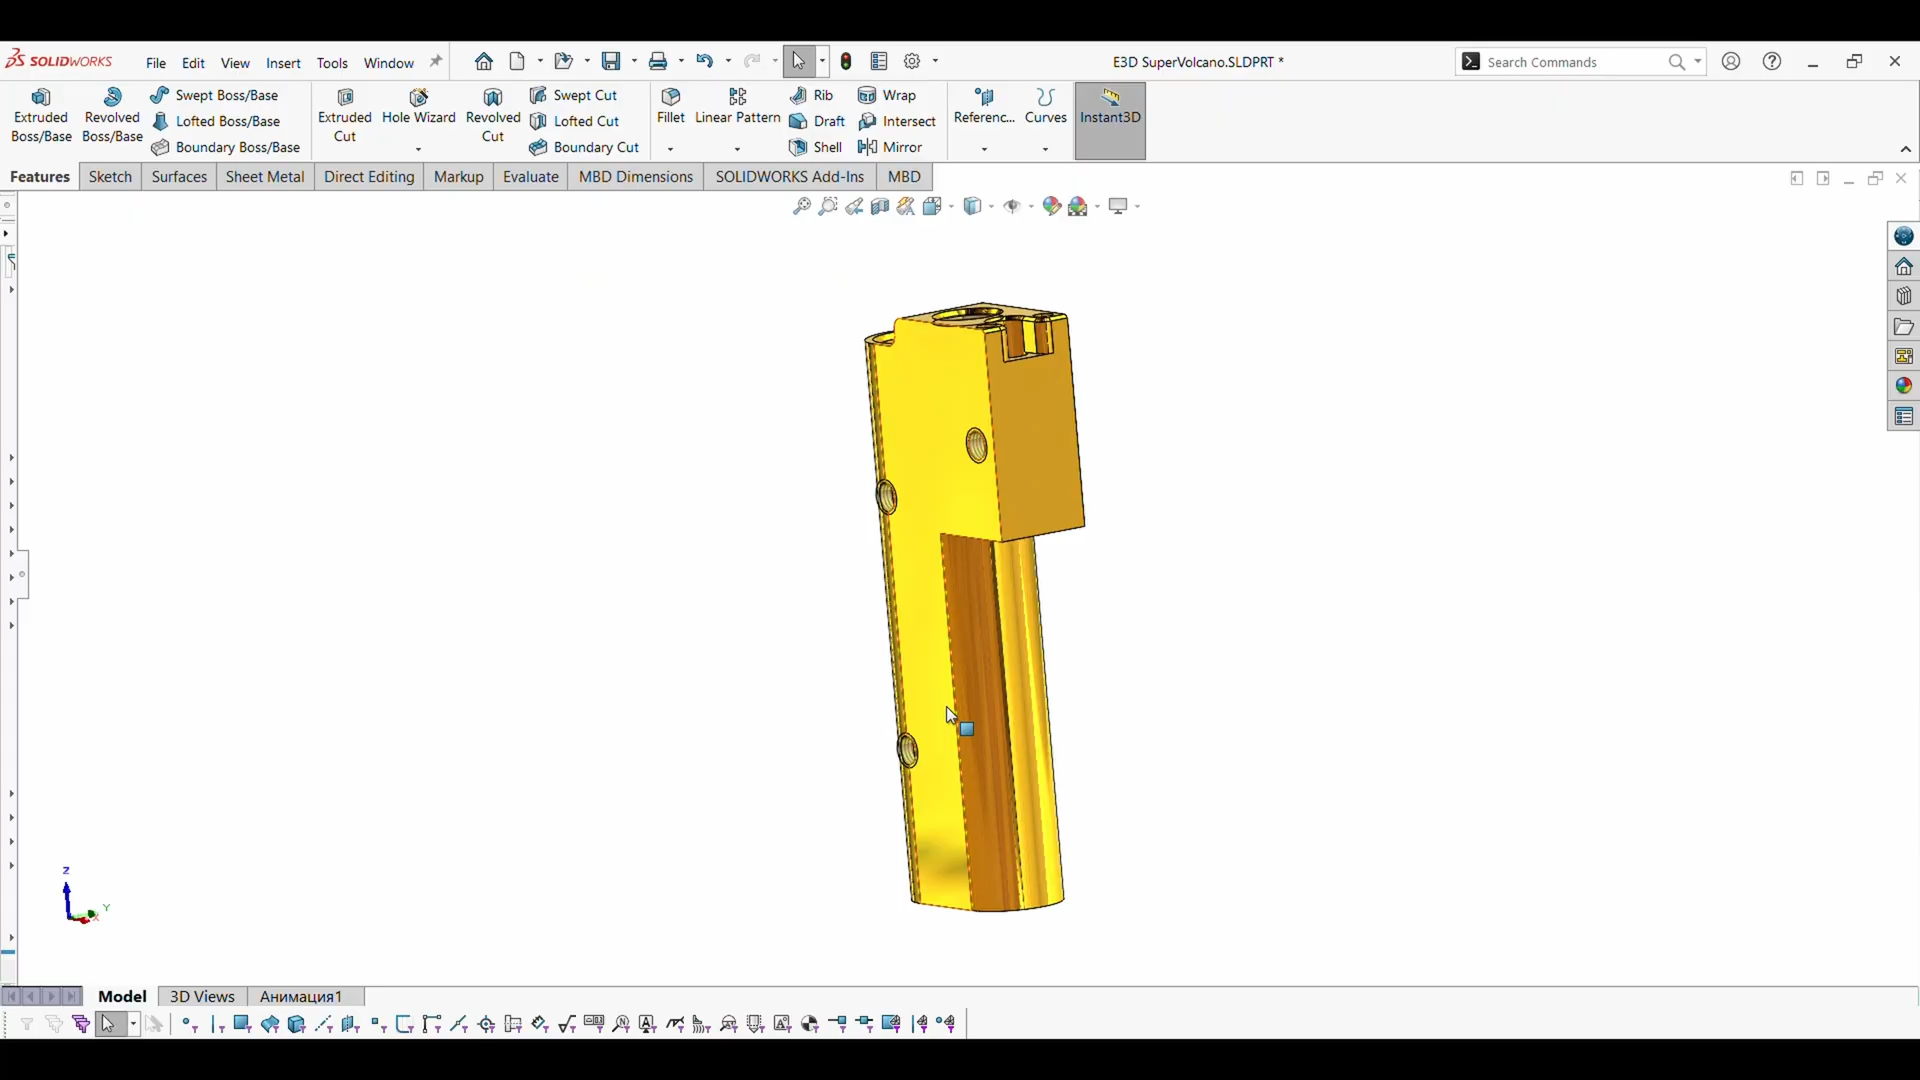 SOLIDWORKS File Edit View Insert Tools Window E3D SuperVolcano.SLDPRT * Search Commands
Extruded Boss/Base
Revolved Boss/Base
Swept Boss/Base
Lofted Boss/Base
Boundary Boss/Base
Extruded Cut
Hole Wizard
Revolved Cut
Swept Cut
Lofted Cut
Boundary Cut
Fillet
Linear Pattern
Rib
Draft
Shell
Wrap
Intersect
Mirror
Referenc...
Curves
Instant3D
Features Sketch Surfaces Sheet Metal Direct Editing Markup Evaluate MBD Dimensions SOLIDWORKS Add-Ins MBD
Z
Y
X
Model 3D Views Анимация1